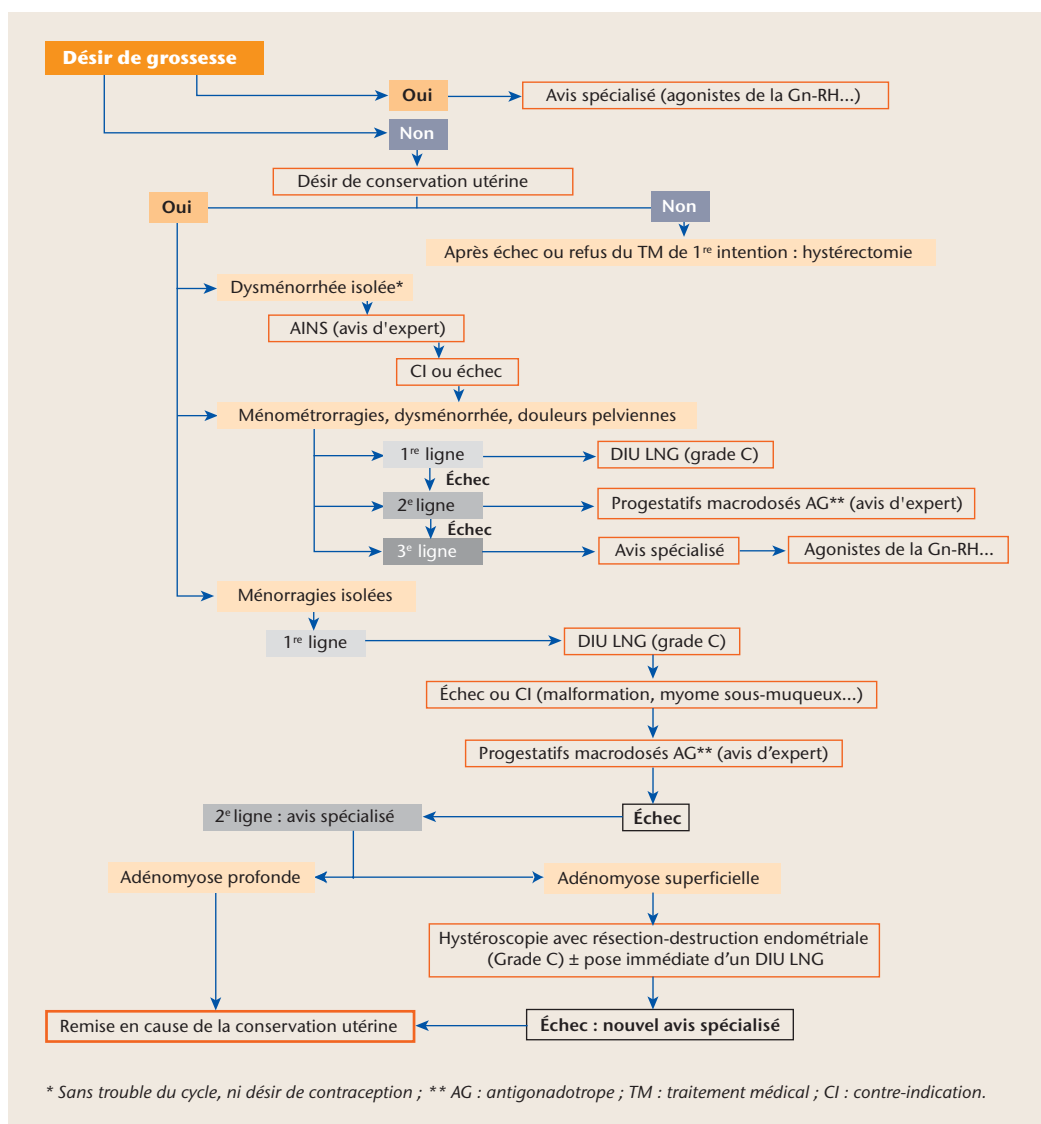 Désir de grossesse
Oui
Avis spécialisé (agonistes de la Gn-RH...)
Non
Désir de conservation utérine
Oui
Non
Après échec ou refus du TM de 1re intention : hystérectomie
Dysménorrhée isolée*
AINS (avis d'expert)
CI ou échec
Ménométrorragies, dysménorrhée, douleurs pelviennes
1re ligne
DIU LNG (grade C)
Échec
2e ligne
Progestatifs macrodosés AG** (avis d'expert)
Échec
3e ligne
Avis spécialisé
Agonistes de la Gn-RH...
Ménorragies isolées
1re ligne
DIU LNG (grade C)
Échec ou CI (malformation, myome sous-muqueux...)
Progestatifs macrodosés AG** (avis d’expert)
2e ligne : avis spécialisé
Échec
Adénomyose profonde
Adénomyose superficielle
Hystéroscopie avec résection-destruction endométriale
(Grade C) ± pose immédiate d’un DIU LNG
Remise en cause de la conservation utérine
Échec : nouvel avis spécialisé
* Sans trouble du cycle, ni désir de contraception ; ** AG : antigonadotrope ; TM : traitement médical ; CI : contre-indication.